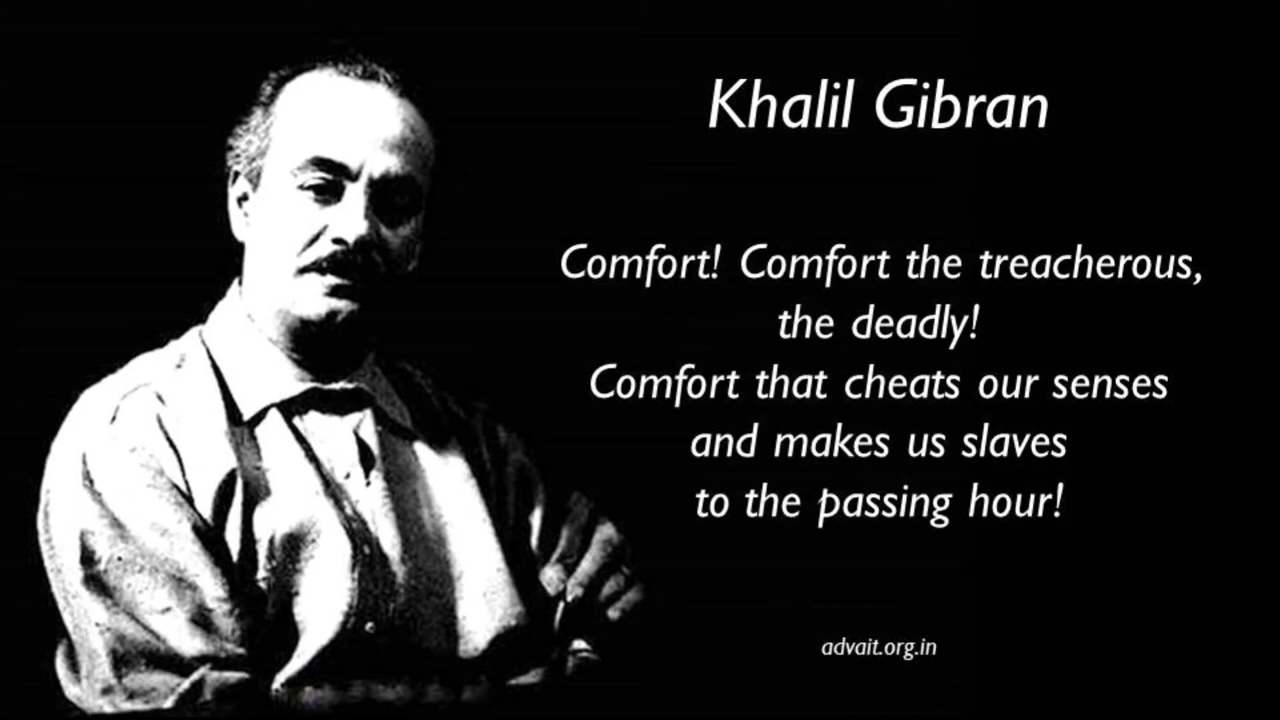 Khalil Gibran
Comfort! Comfort the treacherous,
the deadly!
Comfort that cheats our senses
and makes us slaves
to the passing hour!
advait.org.in